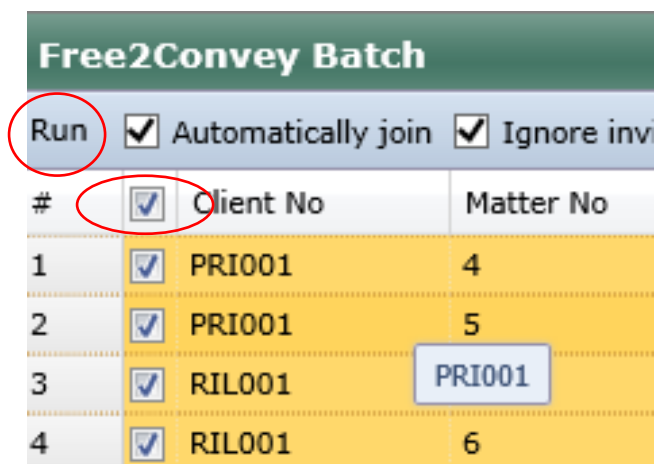 Free2Convey Batch
Run Automatically join Ignore invi
# Client No Matter No
1 PRI001 4
2 PRI001 5
PRI001
3 RIL001
4 RIL001 6